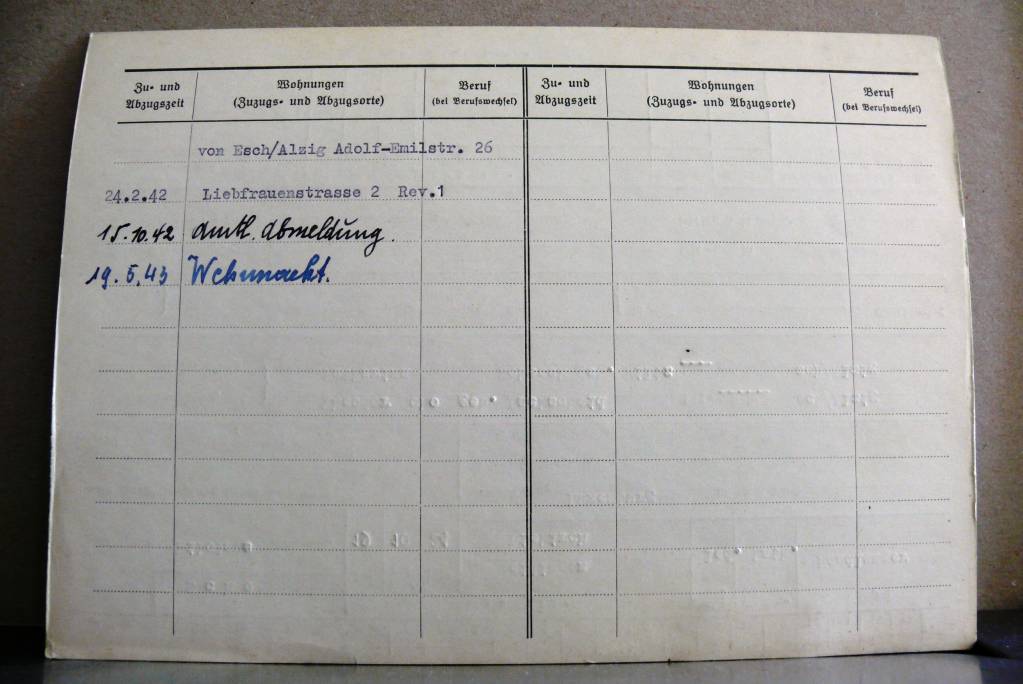 Zu- und Abzugszeit
Wohnungen
(Zuzugs- und Abzugsorte)
Beruf
(bei Berufswechsel)
Zu- und Abzugszeit
Wohnungen
(Zuzugs- und Abzugsorte)
Beruf
(bei Berufswechsel)
von Esch/Alzig Adolf-Emilstr. 26
24.2.42 Liebfrauenstrasse 2 Rev.1
15.10.42 amtl. Abmeldung.
19.5.43 Wehrmacht.